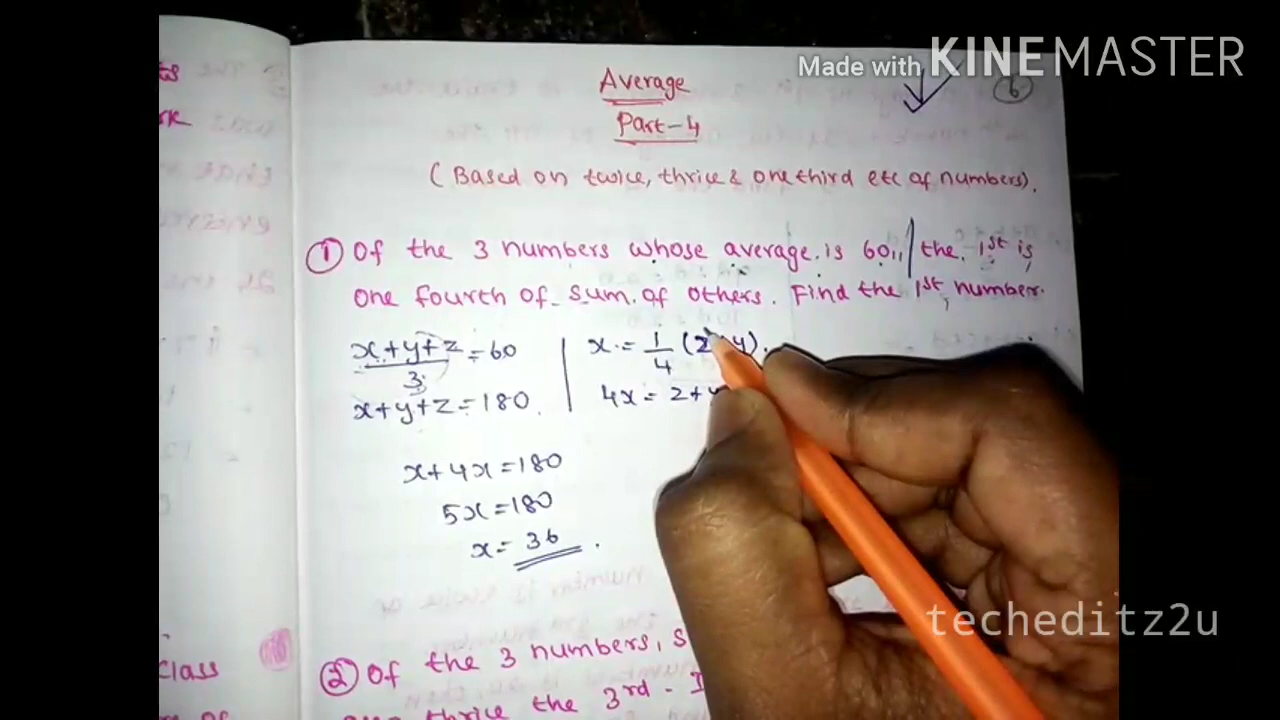 Made with KINEMASTER
Average
6
Part-4
(Based on twice, thrice & one third etc of numbers).
① Of the 3 numbers whose average is 60, the 1st is
One fourth of sum of others. Find the 1st number.
x+y+z/3 = 60
x = 1/4 (z+y).
x+y+z=180.
4x = z+y
x+4x=180
5x=180
x= 36.
② Of the 3 numbers,
thrice the 3rd -
class
techeditz2u